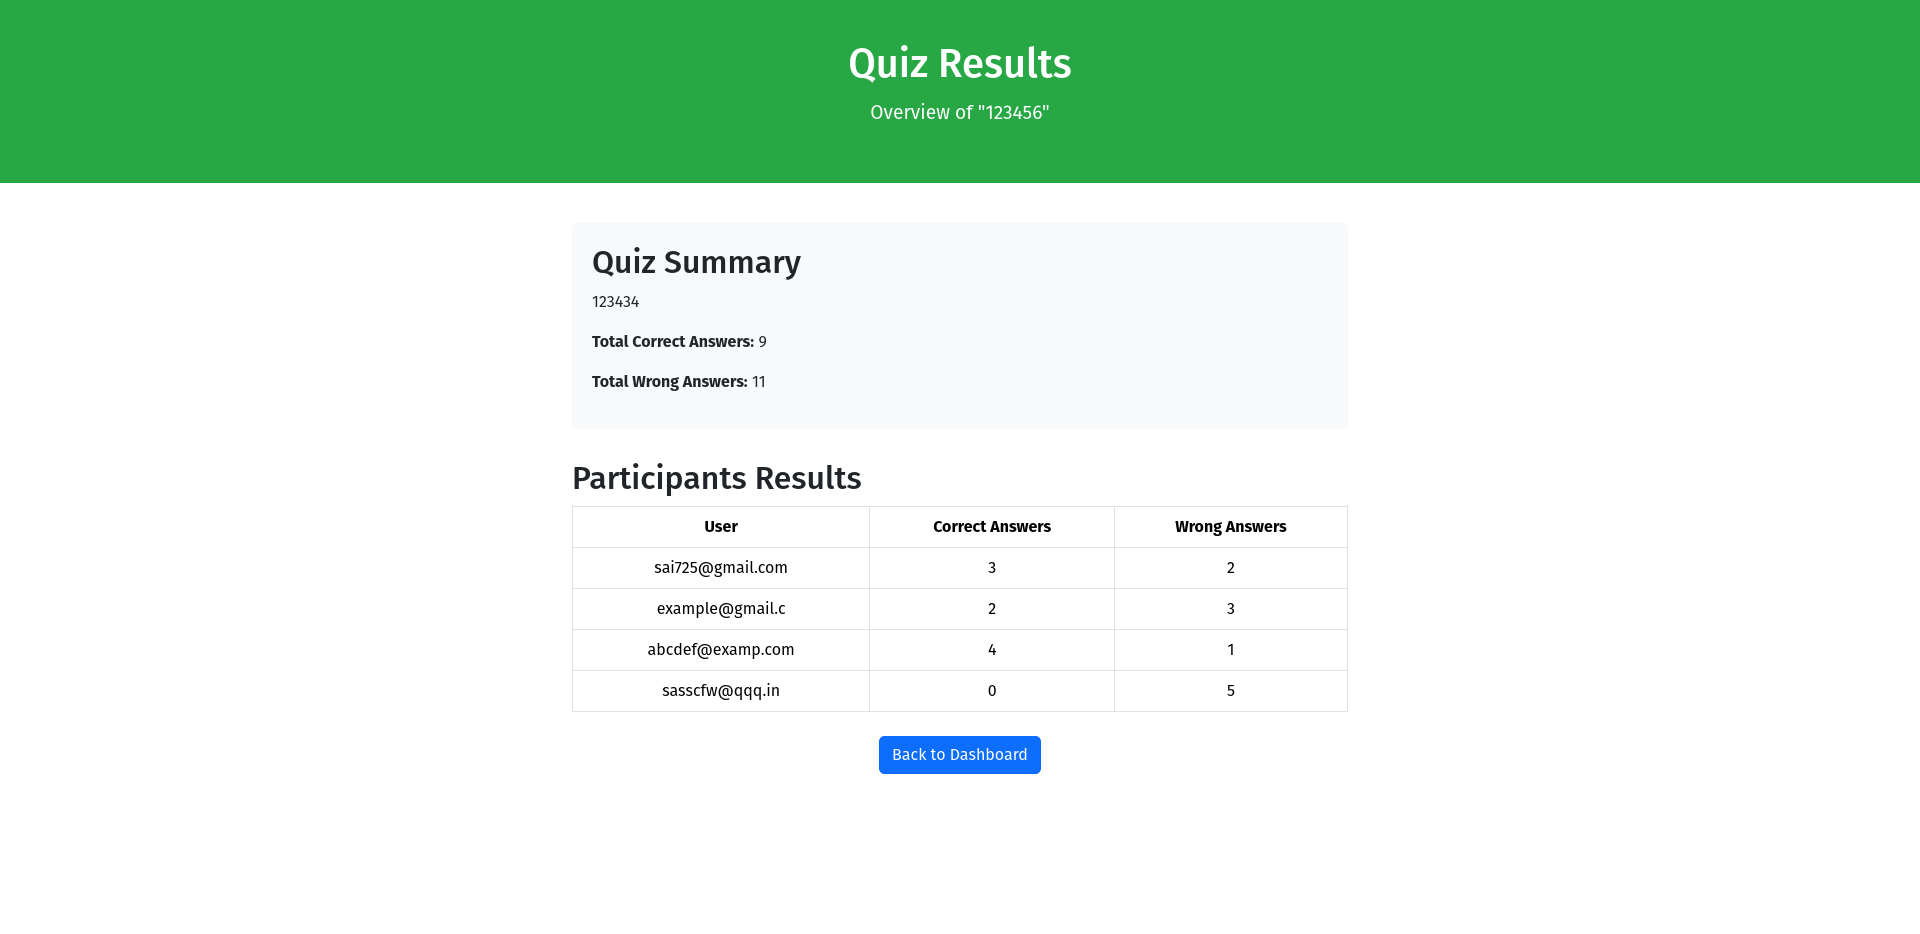 Quiz Results
Overview of "123456"
Quiz Summary
123434
Total Correct Answers: 9
Total Wrong Answers: 11
Participants Results
User Correct Answers Wrong Answers
sai725@gmail.com 3 2
example@gmail.c 2 3
abcdef@examp.com 4 1
sasscfw@qqq.in 0 5
Back to Dashboard